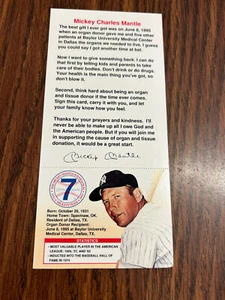 Mickey Charles Mantle
The best gift I ever got was on June 8, 1995
when an organ donor gave me and five other
patients at Baylor University Medical Center
in Dallas the organs we needed to live. I guess
you could say I got another time at bat.
Now I want to give something back. I can do
that first by telling kids and parents to take
care of their bodies. Don't drink or do drugs.
Your health is the main thing you've got, so
don't blow it.
Second, think hard about being an organ and
tissue donor if the time ever comes.
Sign this card, carry it with you, and let
your family know how you feel.
Thanks for your prayers and kindness. I'll
never be able to make up all I owe God and
the American people. But if you will join me
in supporting the cause of organ and tissue
donation, it would be a great start.
Mickey Mantle
7
Born: October 20, 1931
Home Town: Spavinaw, OK.
Resident of Dallas, TX.
Organ Donor Recipient:
June 8, 1995 at Baylor University
Medical Center, Dallas, TX.
STATISTICS
• MOST VALUABLE PLAYER IN THE AMERICAN
LEAGUE: 1956, '57, AND '62
• INDUCTED INTO THE BASEBALL HALL OF
FAME IN 1974